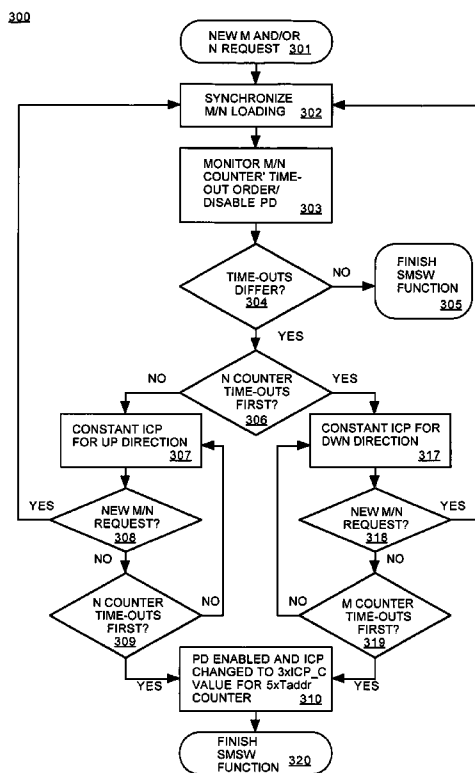 300
NEW M AND/OR
N REQUEST 301
SYNCHRONIZE
M/N LOADING 302
MONITOR M/N
COUNTER' TIME-
OUT ORDER/
DISABLE PD
303
TIME-OUTS
DIFFER?
304
NO
FINISH
SMSW
FUNCTION
305
YES
N COUNTER
TIME-OUTS
FIRST?
306
NO
YES
CONSTANT ICP
FOR UP DIRECTION
307
CONSTANT ICP FOR
DWN DIRECTION
317
YES
NEW M/N
REQUEST?
308
NEW M/N
REQUEST?
318
YES
NO
NO
N COUNTER
TIME-OUTS
FIRST?
309
NO
NO
M COUNTER
TIME-OUTS
FIRST?
319
YES
YES
PD ENABLED AND ICP
CHANGED TO 3xICP_C
VALUE FOR 5xTaddr
COUNTER 310
FINISH
SMSW
FUNCTION 320